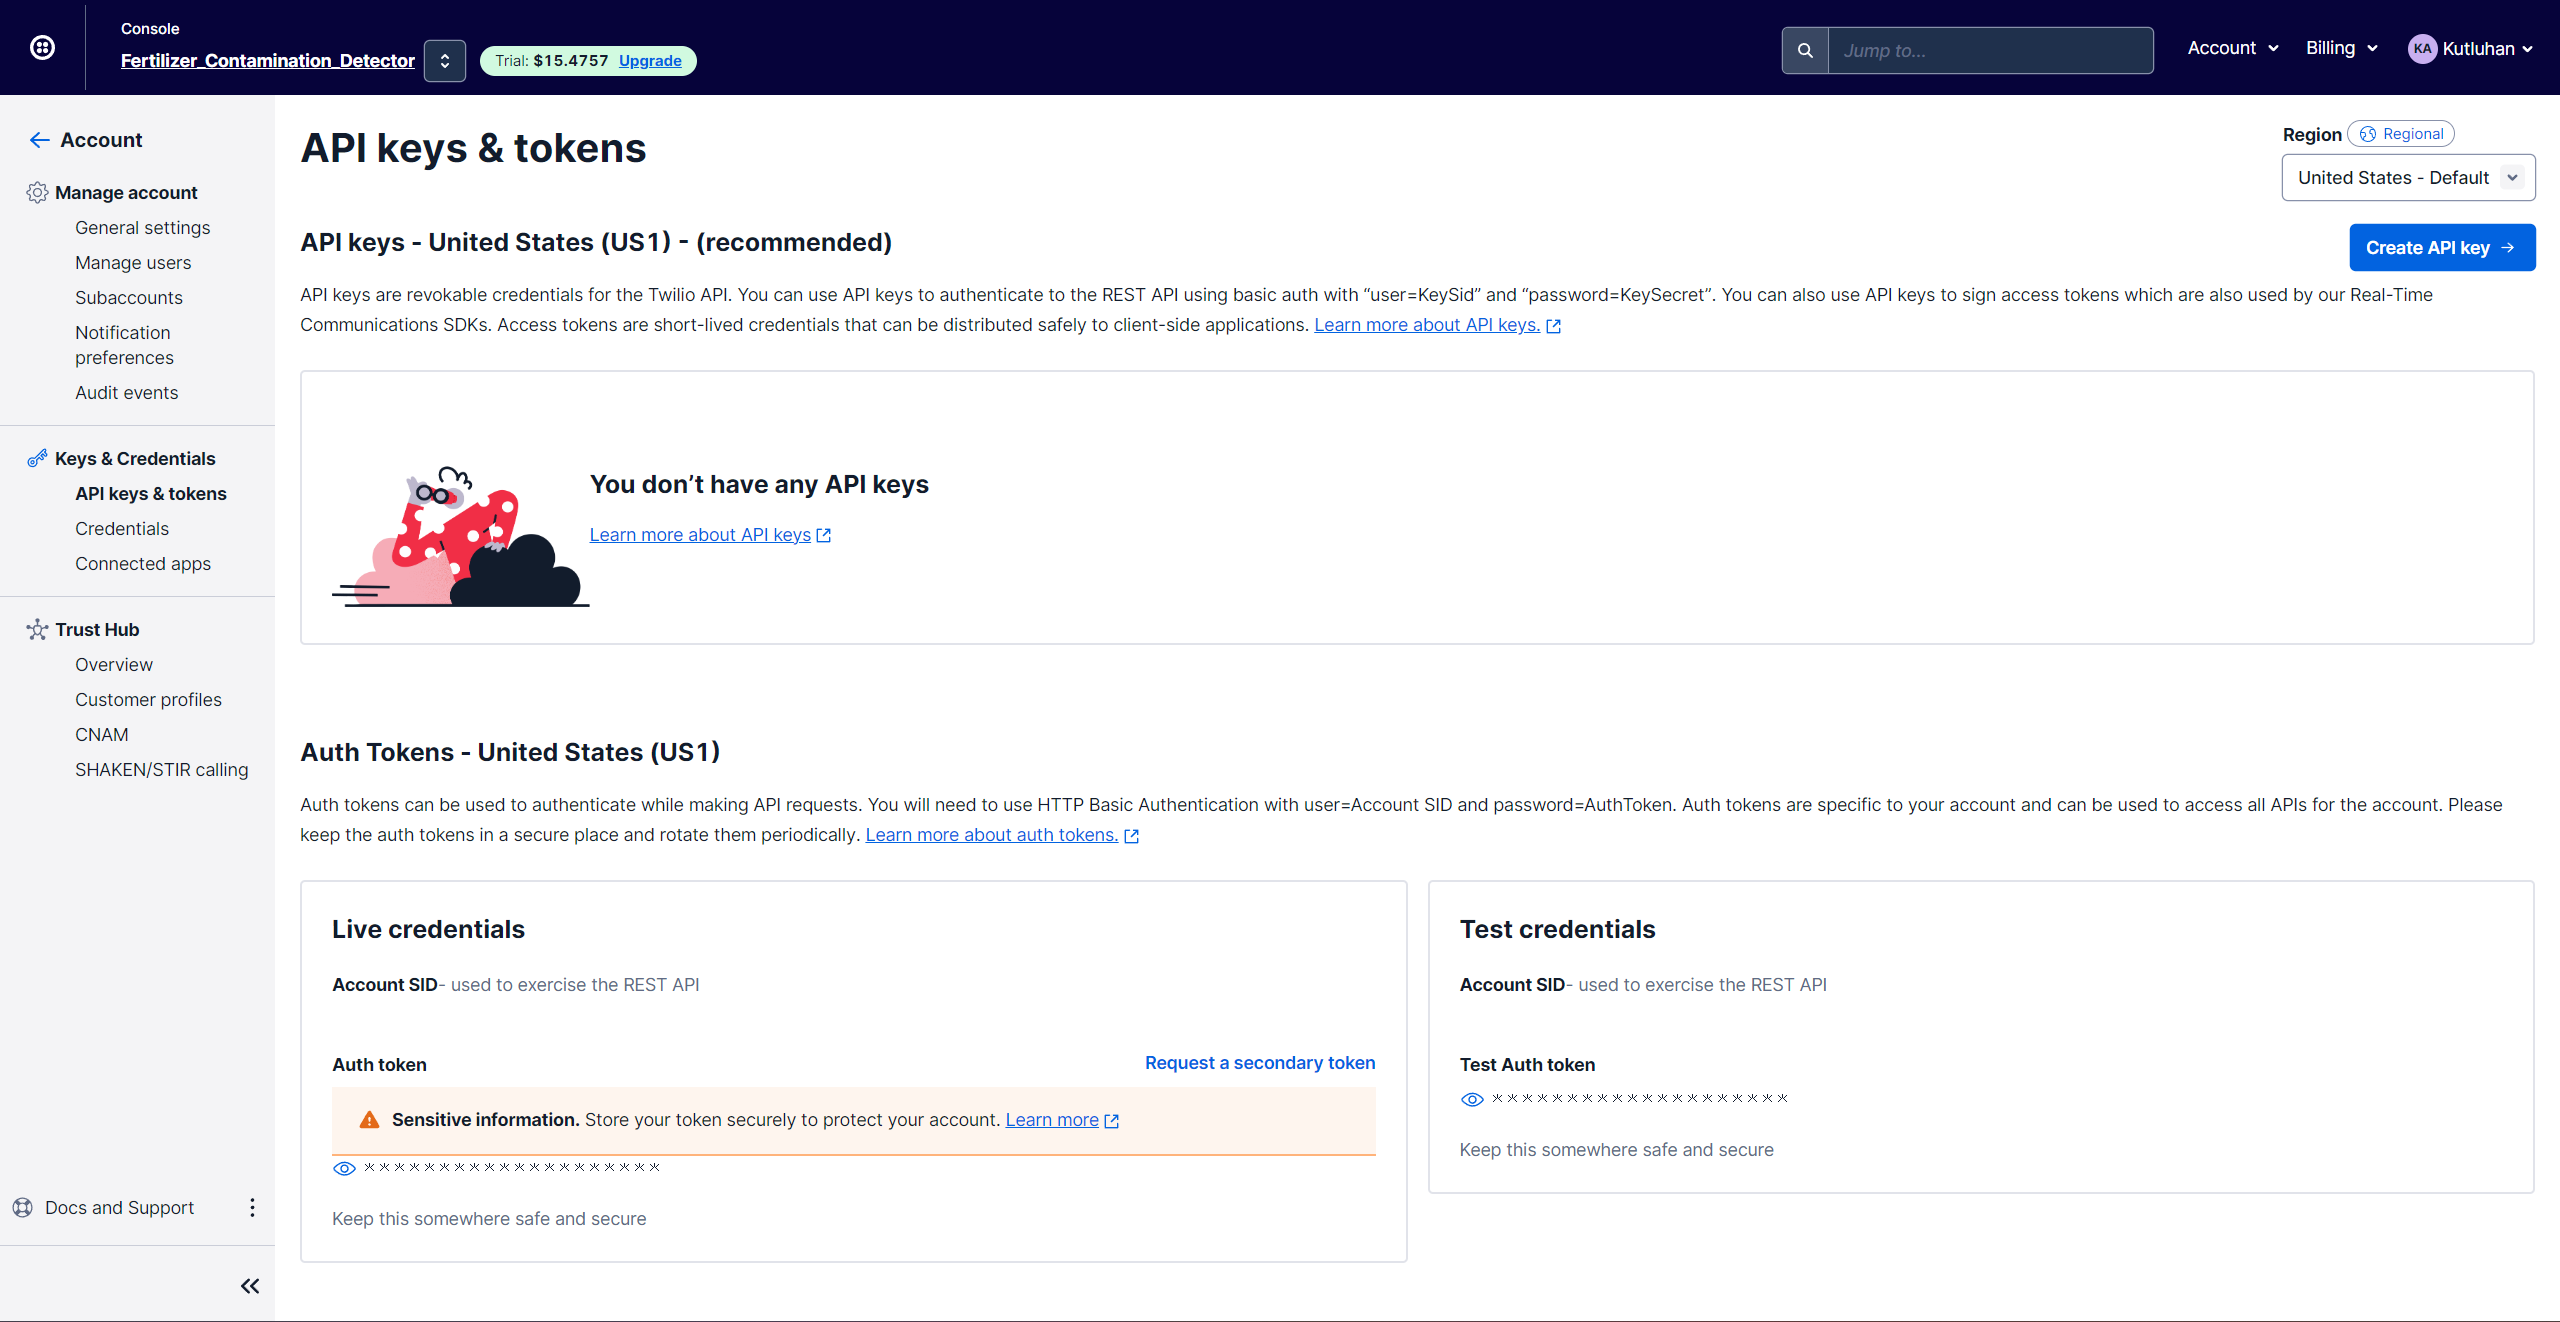 Console
Fertilizer_Contamination_Detector
Trial: $15.4757 Upgrade
Jump to...
Account
Billing
KA Kutluhan
Account
Manage account
General settings
Manage users
Subaccounts
Notification
preferences
Audit events
Keys & Credentials
API keys & tokens
Credentials
Connected apps
Trust Hub
Overview
Customer profiles
CNAM
SHAKEN/STIR calling
Docs and Support
API keys & tokens
Region Regional
United States - Default
API keys - United States (US1) - (recommended)
Create API key
API keys are revokable credentials for the Twilio API. You can use API keys to authenticate to the REST API using basic auth with “user=KeySid” and “password=KeySecret”. You can also use API keys to sign access tokens which are also used by our Real-Time
Communications SDKs. Access tokens are short-lived credentials that can be distributed safely to client-side applications. Learn more about API keys.
You don’t have any API keys
Learn more about API keys
Auth Tokens - United States (US1)
Auth tokens can be used to authenticate while making API requests. You will need to use HTTP Basic Authentication with user=Account SID and password=AuthToken. Auth tokens are specific to your account and can be used to access all APIs for the account. Please
keep the auth tokens in a secure place and rotate them periodically. Learn more about auth tokens.
Live credentials
Account SID- used to exercise the REST API
Auth token
Request a secondary token
Sensitive information. Store your token securely to protect your account. Learn more
* * * * * * * * * * * * * * * * * * * *
Keep this somewhere safe and secure
Test credentials
Account SID- used to exercise the REST API
Test Auth token
* * * * * * * * * * * * * * * * * * * *
Keep this somewhere safe and secure